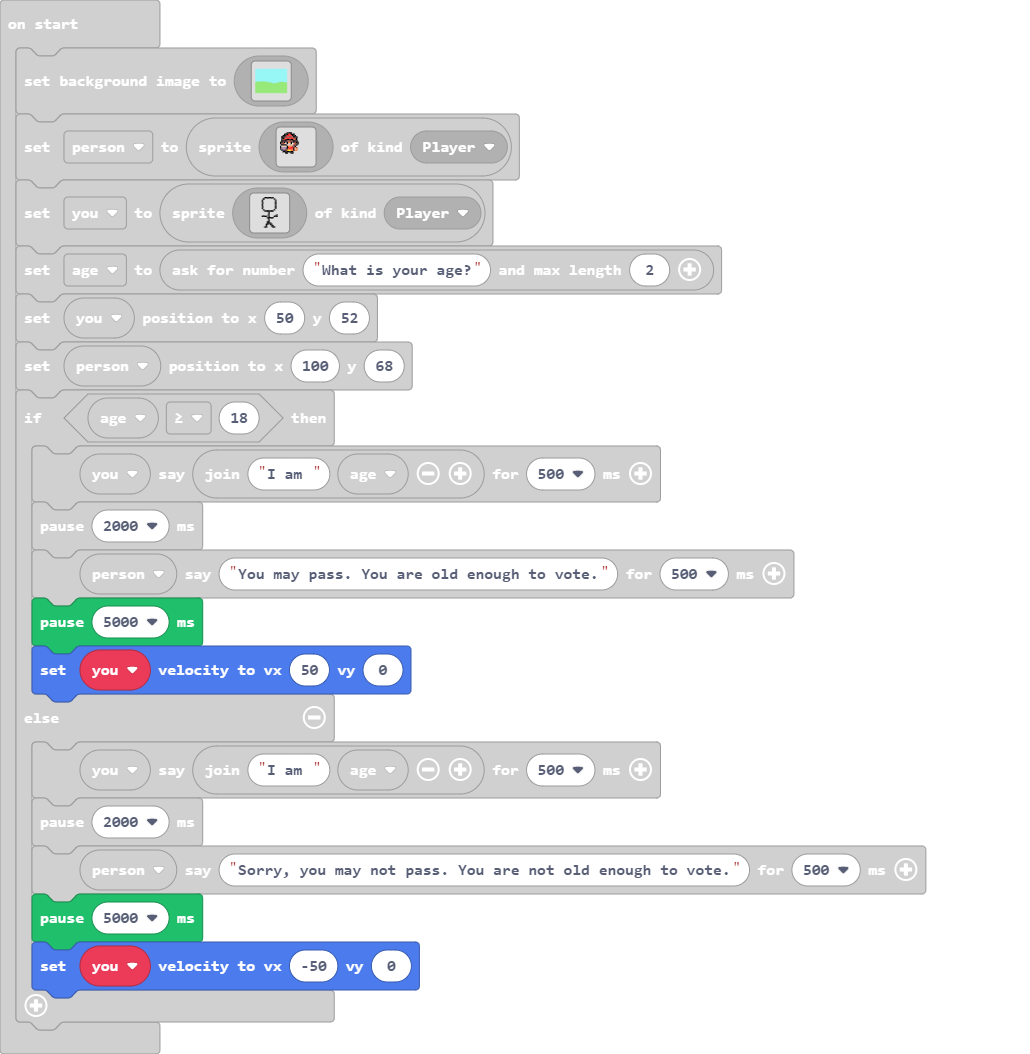 on start
set background image to
set person to sprite of kind Player
set you to sprite of kind Player
set age to ask for number "What is your age?" and max length 2
set you position to x 50 y 52
set person position to x 100 y 68
if age ≥ 18 then
you say join "I am " age for 500 ms
pause 2000 ms
person say "You may pass. You are old enough to vote." for 500 ms
pause 5000 ms
set you velocity to vx 50 vy 0
else
you say join "I am " age for 500 ms
pause 2000 ms
person say "Sorry, you may not pass. You are not old enough to vote." for 500 ms
pause 5000 ms
set you velocity to vx -50 vy 0